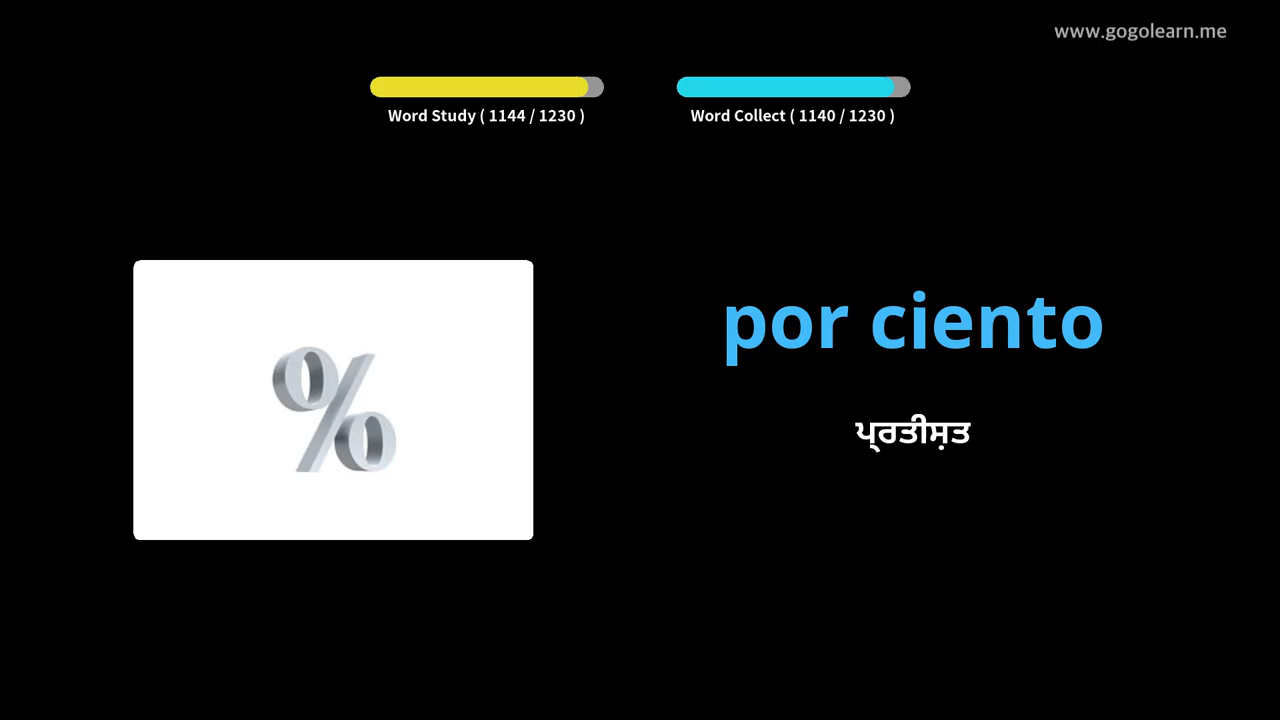 www.gogolearn.me
Word Study ( 1144 / 1230 )
Word Collect ( 1140 / 1230 )
%
por ciento
ਪ੍ਰਤੀਸ਼ਤ